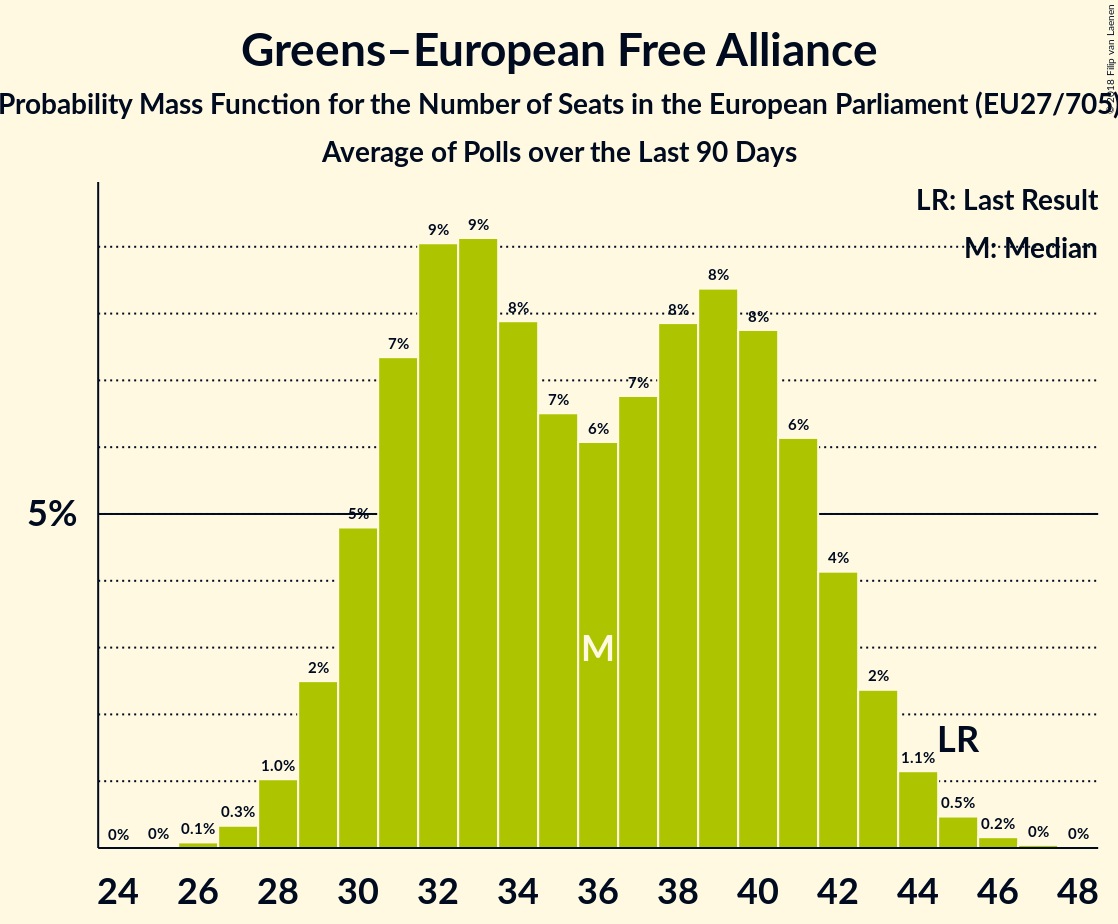 Greens–European Free Alliance
Probability Mass Function for the Number of Seats in the European Parliament (EU27/705)
Average of Polls over the Last 90 Days
© 2018 Filip van Laenen
LR: Last Result
M: Median
5%
0%
0%
0.1%
0.3%
1.0%
2%
5%
7%
9%
9%
8%
7%
6%
7%
8%
8%
8%
6%
4%
2%
1.1%
0.5%
0.2%
0%
0%
M
LR
24 26 28 30 32 34 36 38 40 42 44 46 48